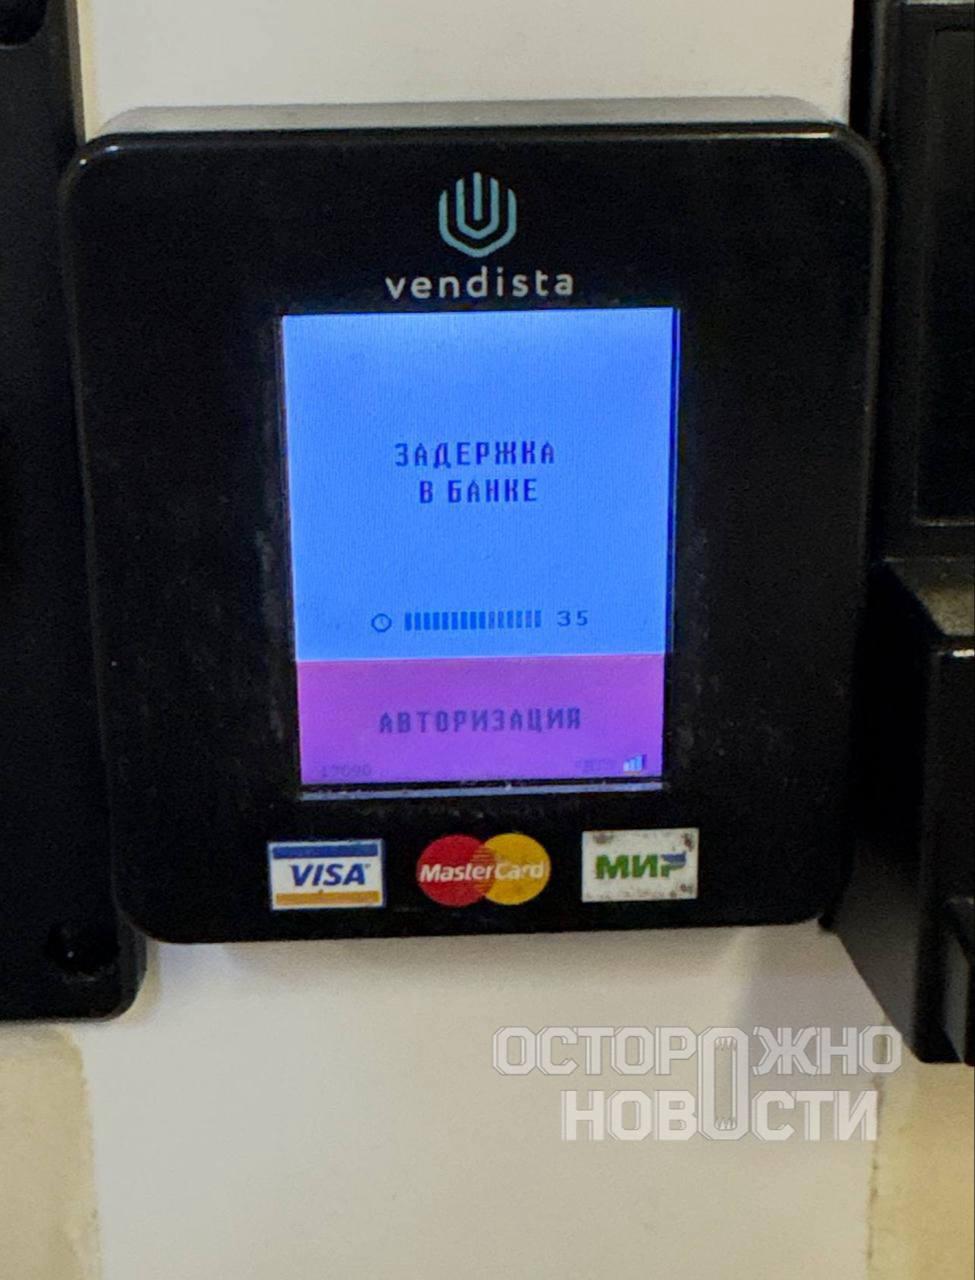 vendista
ЗАДЕРЖКА
В БАНКЕ
35
АВТОРИЗАЦИЯ
VISA
MasterCard
МИР
ОСТОРОЖНО
НОВОСТИ